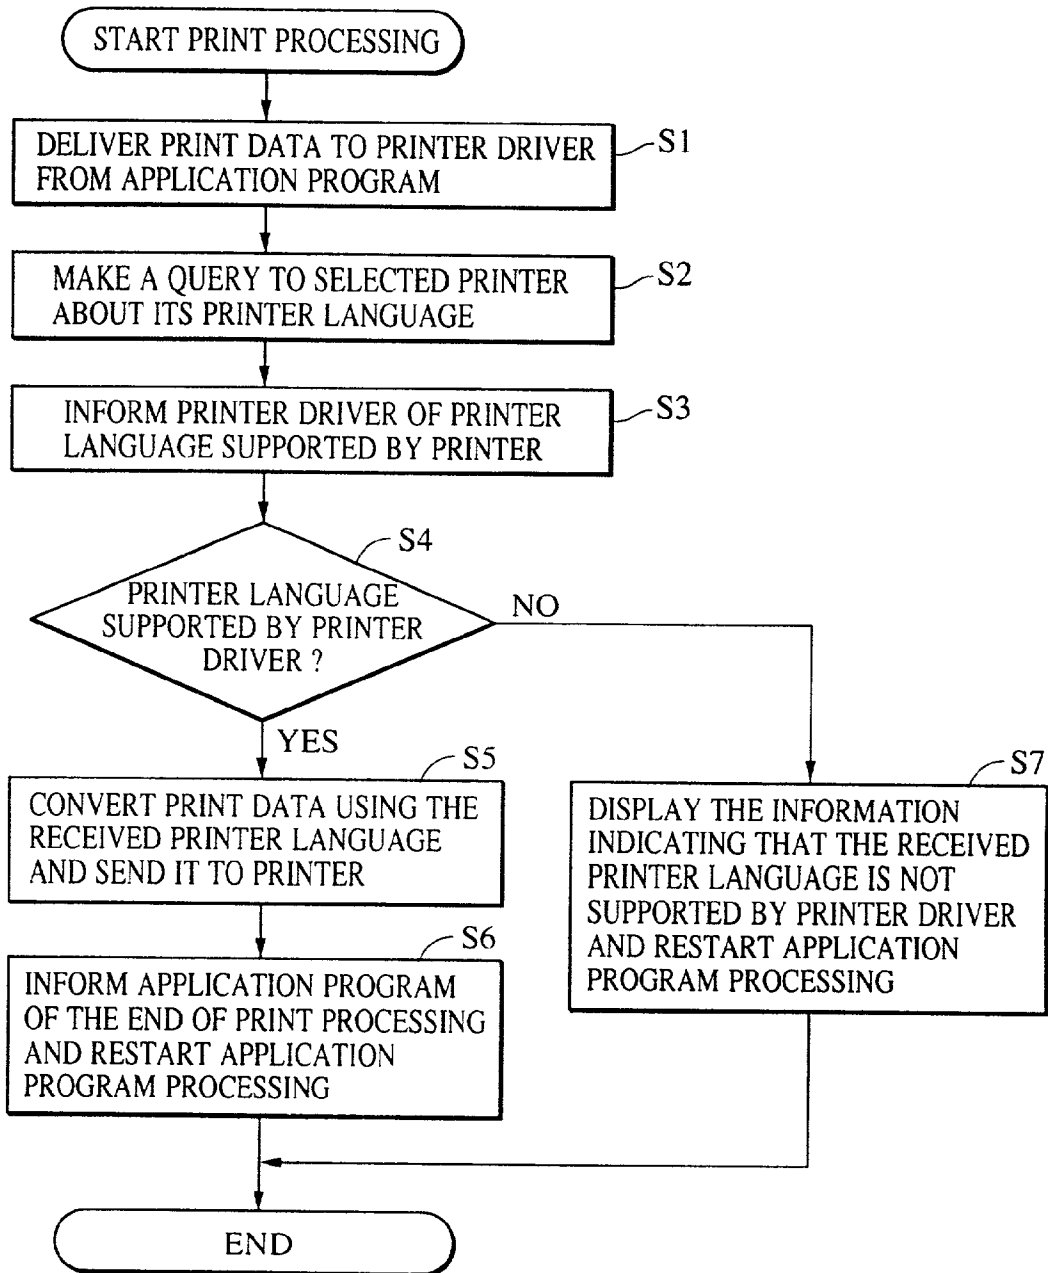 START PRINT PROCESSING
DELIVER PRINT DATA TO PRINTER DRIVER
FROM APPLICATION PROGRAM
S1
MAKE A QUERY TO SELECTED PRINTER
ABOUT ITS PRINTER LANGUAGE
S2
INFORM PRINTER DRIVER OF PRINTER
LANGUAGE SUPPORTED BY PRINTER
S3
S4
PRINTER LANGUAGE
SUPPORTED BY PRINTER
DRIVER ?
NO
YES
S5
CONVERT PRINT DATA USING THE
RECEIVED PRINTER LANGUAGE
AND SEND IT TO PRINTER
S6
INFORM APPLICATION PROGRAM
OF THE END OF PRINT PROCESSING
AND RESTART APPLICATION
PROGRAM PROCESSING
S7
DISPLAY THE INFORMATION
INDICATING THAT THE RECEIVED
PRINTER LANGUAGE IS NOT
SUPPORTED BY PRINTER DRIVER
AND RESTART APPLICATION
PROGRAM PROCESSING
END